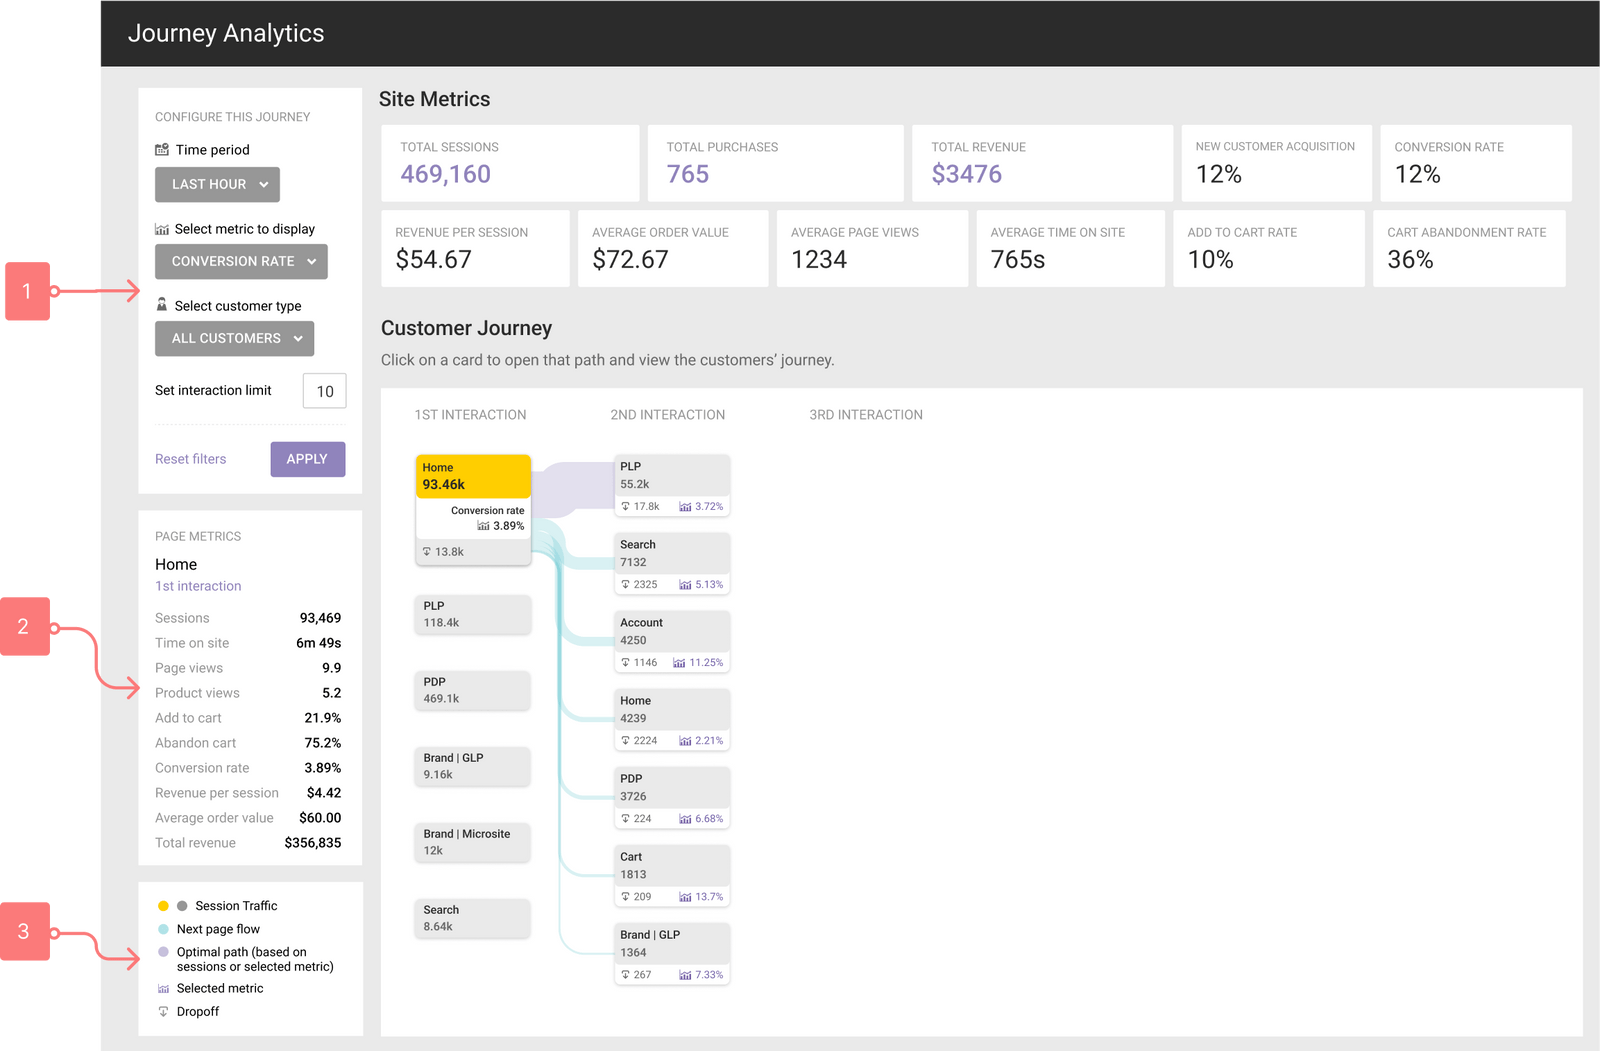 Journey Analytics
1
CONFIGURE THIS JOURNEY
Time period
LAST HOUR
Select metric to display
CONVERSION RATE
Select customer type
ALL CUSTOMERS
Set interaction limit 10
Reset filters APPLY
2
PAGE METRICS
Home
1st interaction
Sessions 93,469
Time on site 6m 49s
Page views 9.9
Product views 5.2
Add to cart 21.9%
Abandon cart 75.2%
Conversion rate 3.89%
Revenue per session $4.42
Average order value $60.00
Total revenue $356,835
3
Session Traffic
Next page flow
Optimal path (based on
sessions or selected metric)
Selected metric
Dropoff
Site Metrics
TOTAL SESSIONS
469,160
TOTAL PURCHASES
765
TOTAL REVENUE
$3476
NEW CUSTOMER ACQUISITION
12%
CONVERSION RATE
12%
REVENUE PER SESSION
$54.67
AVERAGE ORDER VALUE
$72.67
AVERAGE PAGE VIEWS
1234
AVERAGE TIME ON SITE
765s
ADD TO CART RATE
10%
CART ABANDONMENT RATE
36%
Customer Journey
Click on a card to open that path and view the customers’ journey.
1ST INTERACTION
2ND INTERACTION
3RD INTERACTION
Home
93.46k
Conversion rate
3.89%
13.8k
PLP
118.4k
PDP
469.1k
Brand | GLP
9.16k
Brand | Microsite
12k
Search
8.64k
PLP
55.2k
17.8k 3.72%
Search
7132
2325 5.13%
Account
4250
1146 11.25%
Home
4239
2224 2.21%
PDP
3726
224 6.68%
Cart
1813
209 13.7%
Brand | GLP
1364
267 7.33%